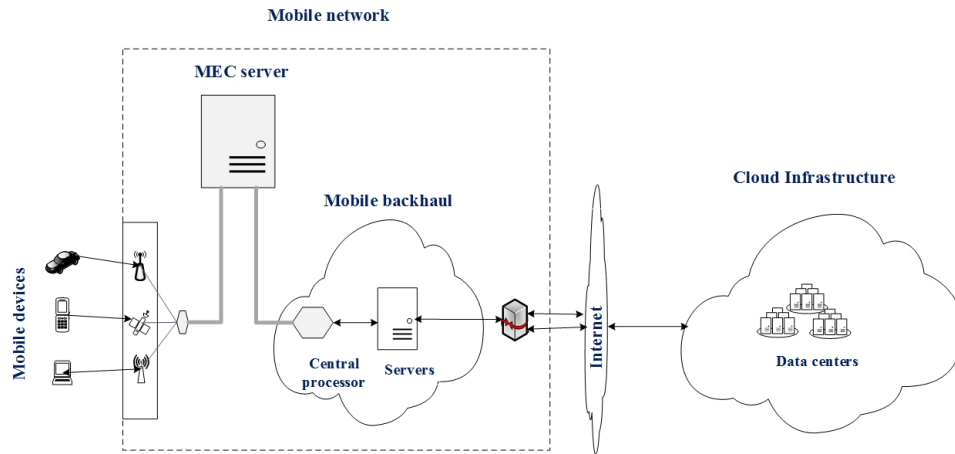 Mobile network
MEC server
Mobile backhaul
Cloud Infrastructure
Mobile devices
Internet
Central
processor
Servers
Data centers